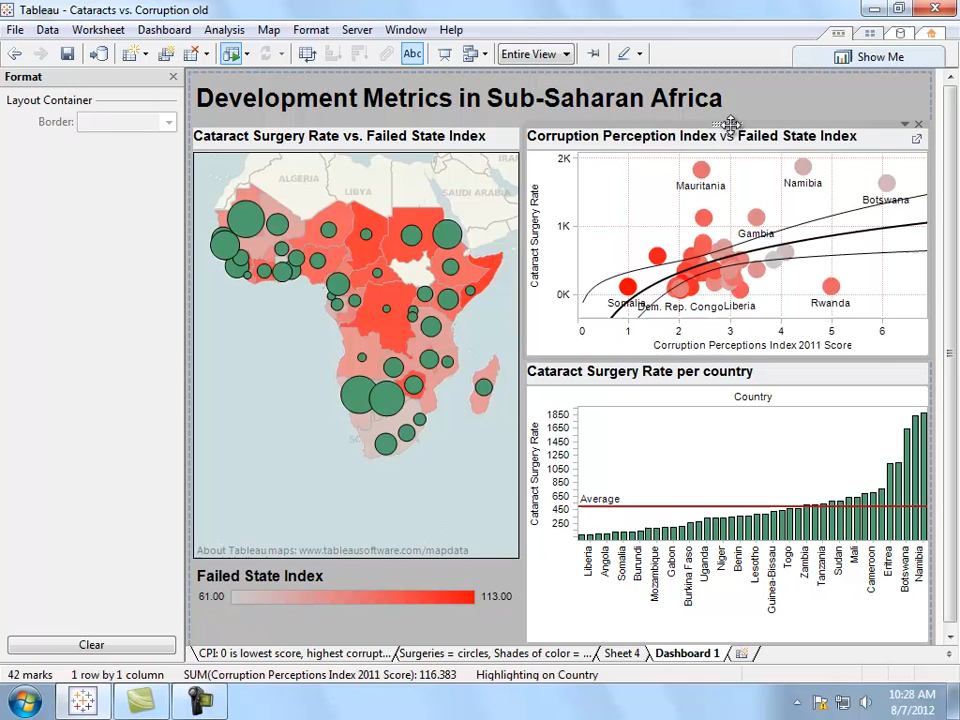 Tableau - Cataracts vs. Corruption old
File Data Worksheet Dashboard Analysis Map Format Server Window Help
Abc Entire View
Show Me
Format
Layout Container
Border:
Clear
Development Metrics in Sub-Saharan Africa
Cataract Surgery Rate vs. Failed State Index
ALGERIA
LIBYA
SAUDI ARABIA
IRAN
About Tableau maps: www.tableausoftware.com/mapdata
Failed State Index
61.00 113.00
Corruption Perception Index vs Failed State Index
Cataract Surgery Rate
2K
1K
0K
Mauritania
Namibia
Botswana
Gambia
Somalia
Dem. Rep. Congo
Liberia
Rwanda
0 1 2 3 4 5 6
Corruption Perceptions Index 2011 Score
Cataract Surgery Rate per country
Country
Cataract Surgery Rate
1850
1650
1450
1250
1050
850
650
450
250
Average
Liberia
Angola
Somalia
Burundi
Mozambique
Gabon
Burkina Faso
Uganda
Niger
Benin
Lesotho
Guinea-Bissau
Togo
Zambia
Tanzania
Sudan
Mali
Cameroon
Eritrea
Botswana
Namibia
CPI: 0 is lowest score, highest corrupt... Surgeries = circles, Shades of color = ... Sheet 4 Dashboard 1
42 marks 1 row by 1 column SUM(Corruption Perceptions Index 2011 Score): 116.383 Highlighting on Country
10:28 AM
8/7/2012